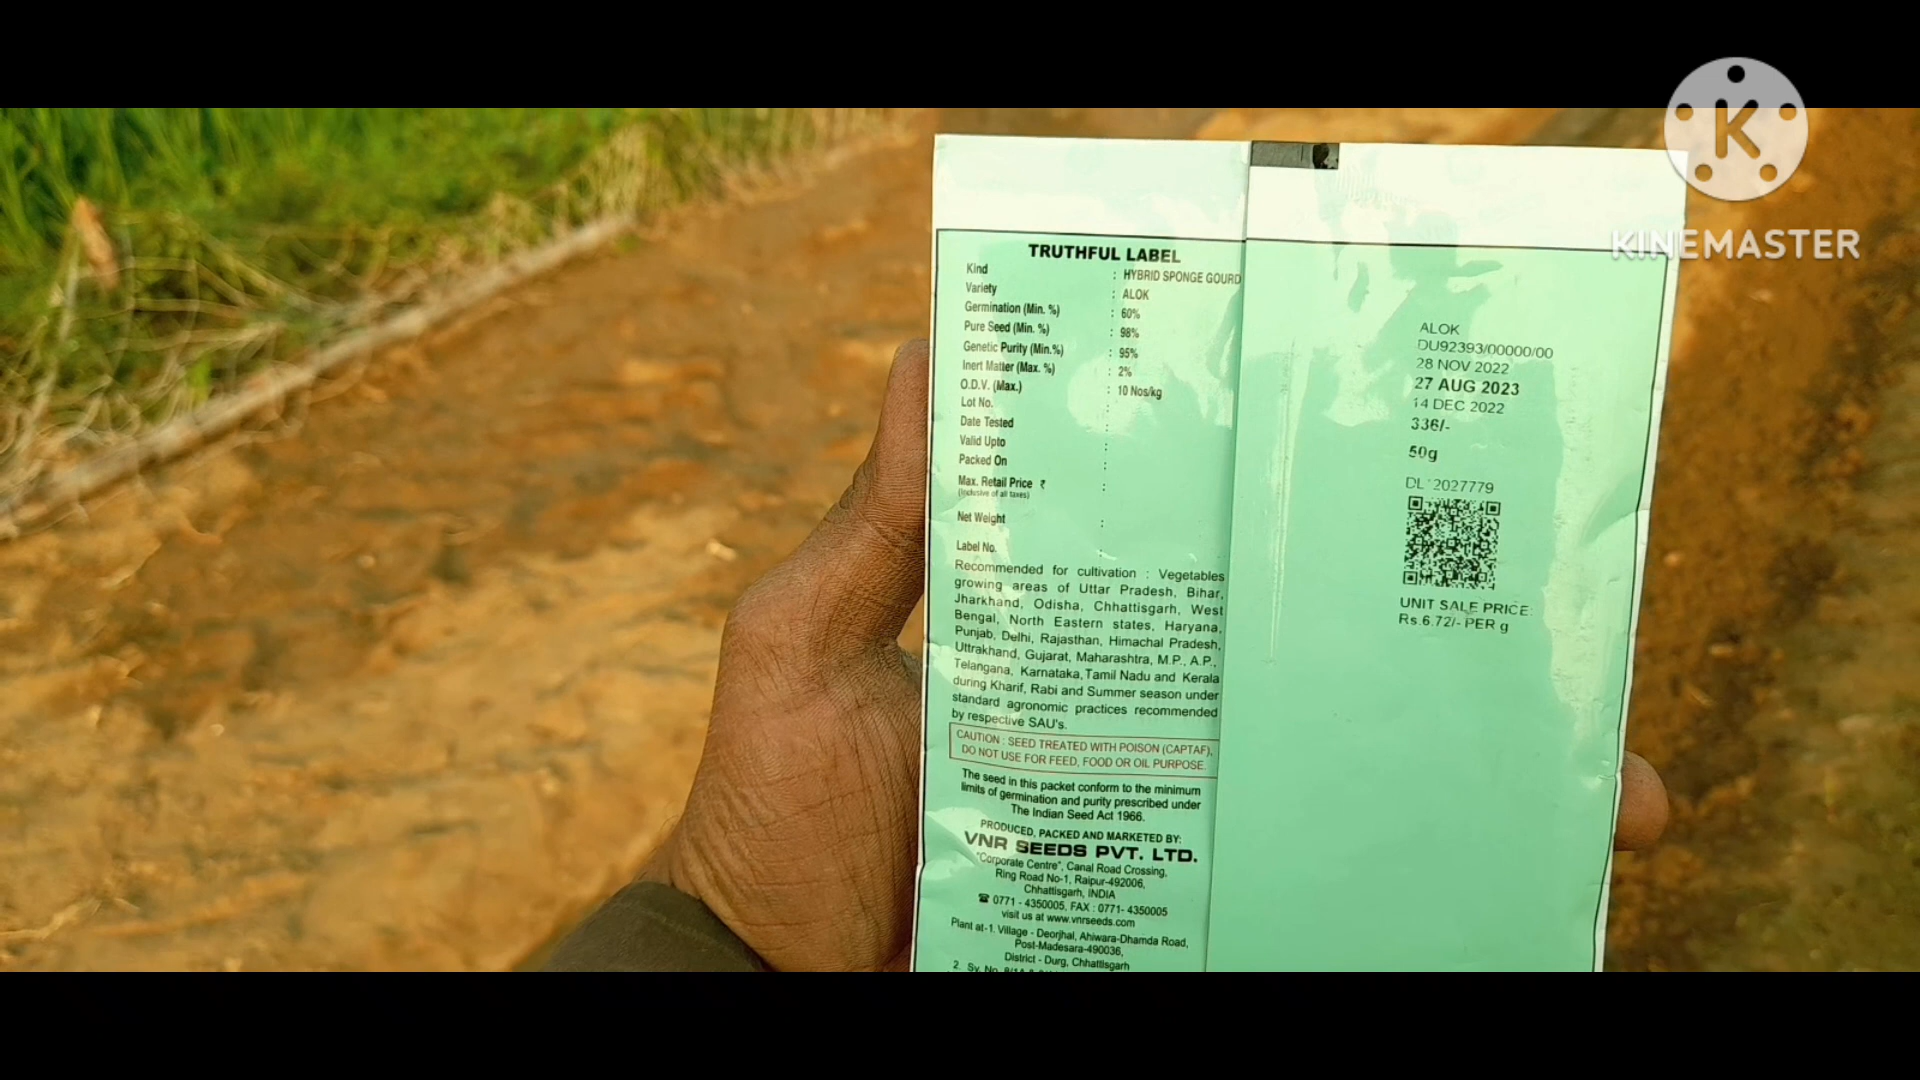 K
KINEMASTER
TRUTHFUL LABEL
Kind : HYBRID SPONGE GOURD
Variety : ALOK
Germination (Min. %) : 60%
Pure Seed (Min. %) : 98%
Genetic Purity (Min.%) : 95%
Inert Matter (Max. %) : 2%
O.D.V. (Max.) : 10 Nos/kg
Lot No. :
Date Tested :
Valid Upto :
Packed On :
Max. Retail Price ₹ :
(Inclusive of all taxes)
Net Weight :
Label No. :
Recommended for cultivation : Vegetables
growing areas of Uttar Pradesh, Bihar,
Jharkhand, Odisha, Chhattisgarh, West
Bengal, North Eastern states, Haryana,
Punjab, Delhi, Rajasthan, Himachal Pradesh,
Uttrakhand, Gujarat, Maharashtra, M.P., A.P.,
Telangana, Karnataka, Tamil Nadu and Kerala
during Kharif, Rabi and Summer season under
standard agronomic practices recommended
by respective SAU's.
CAUTION : SEED TREATED WITH POISON (CAPTAF),
DO NOT USE FOR FEED, FOOD OR OIL PURPOSE.
The seed in this packet conform to the minimum
limits of germination and purity prescribed under
The Indian Seed Act 1966.
PRODUCED, PACKED AND MARKETED BY:
VNR SEEDS PVT. LTD.
"Corporate Centre", Canal Road Crossing,
Ring Road No-1, Raipur-492006,
Chhattisgarh, INDIA
☎ 0771 - 4350005, FAX : 0771- 4350005
visit us at www.vnrseeds.com
Plant at-1. Village - Deorjhal, Ahiwara-Dhamda Road,
Post-Madesara-490036,
District - Durg, Chhattisgarh
2. Sy. No.
ALOK
DU92393/00000/00
28 NOV 2022
27 AUG 2023
14 DEC 2022
336/-
50g
DL 2027779
UNIT SALE PRICE:
Rs.6.72/- PER g